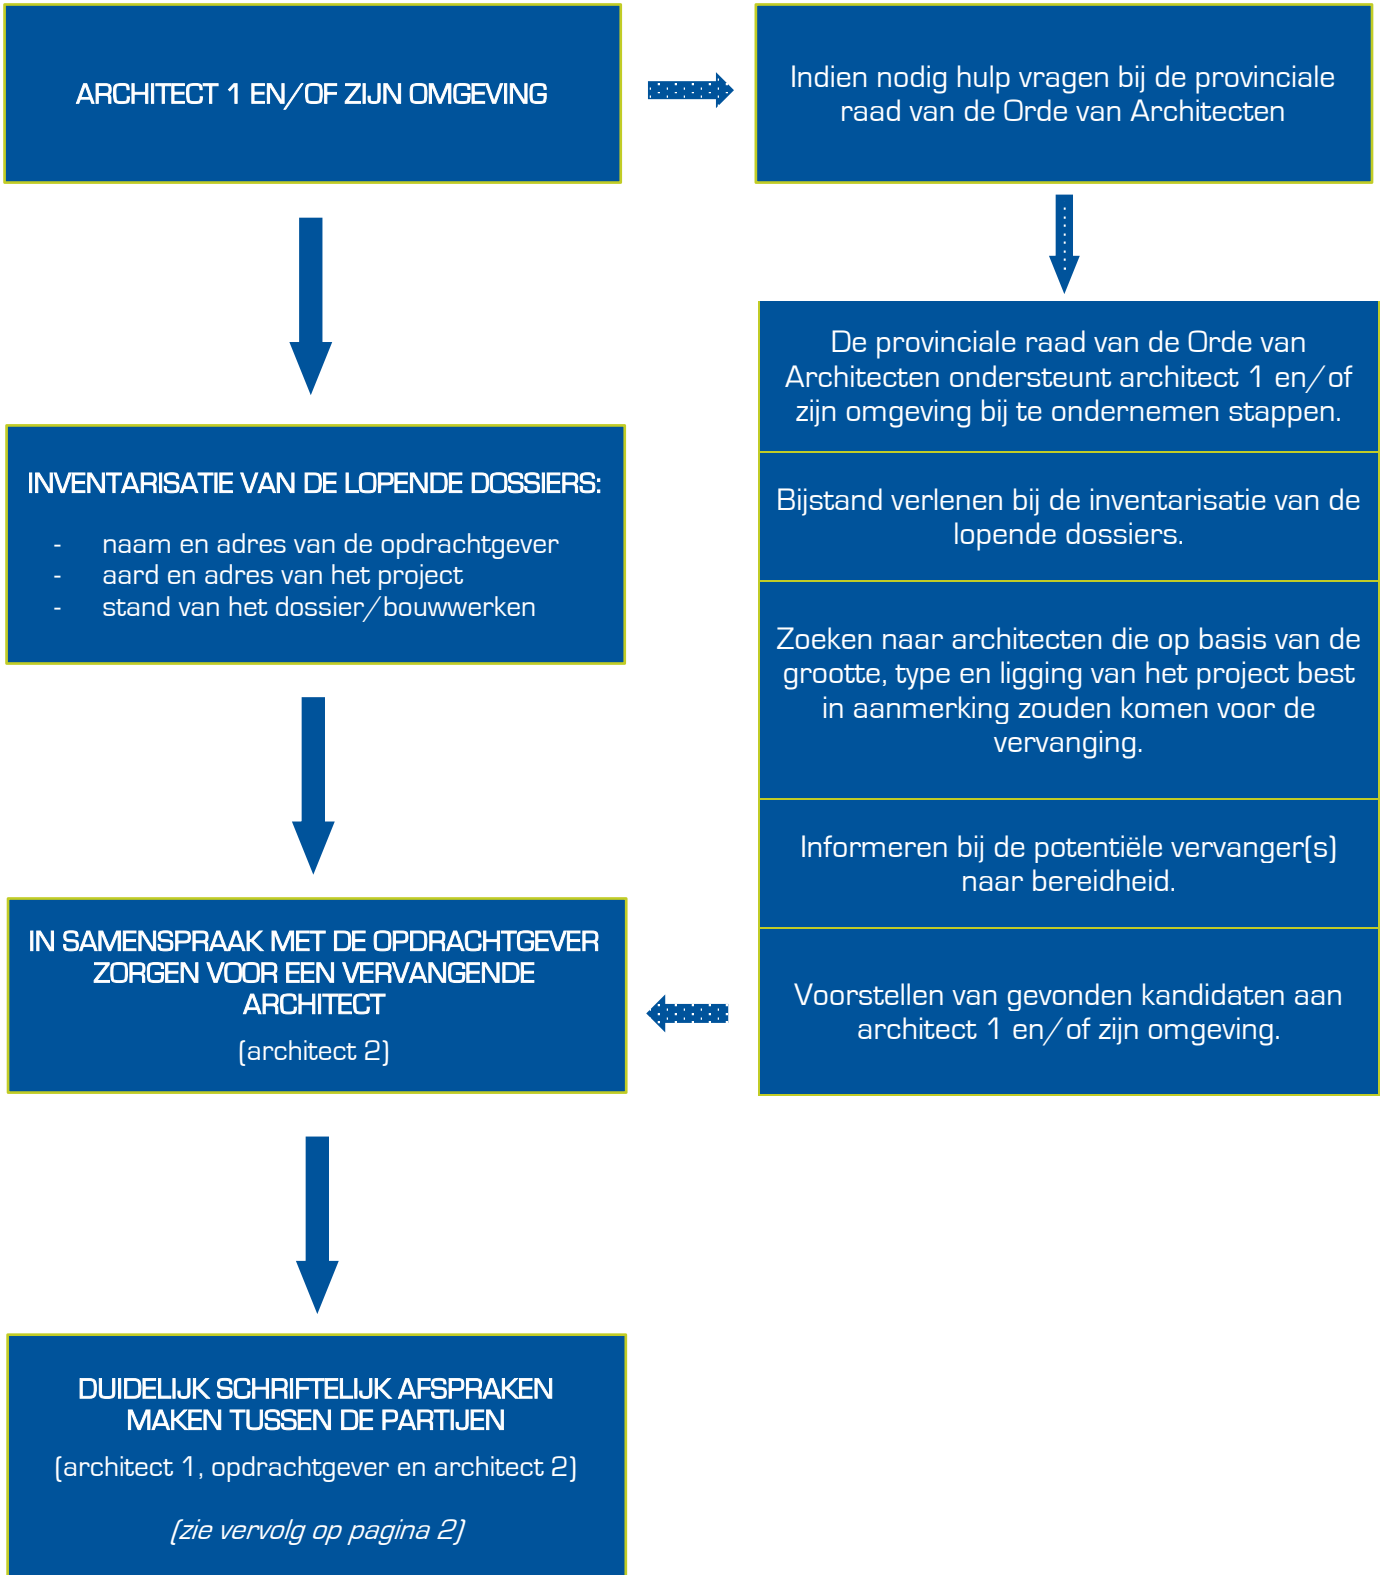 ARCHITECT 1 EN/OF ZIJN OMGEVING
Indien nodig hulp vragen bij de provinciale
raad van de Orde van Architecten
De provinciale raad van de Orde van
Architecten ondersteunt architect 1 en/of
zijn omgeving bij te ondernemen stappen.
Bijstand verlenen bij de inventarisatie van de
lopende dossiers.
Zoeken naar architecten die op basis van de
grootte, type en ligging van het project best
in aanmerking zouden komen voor de
vervanging.
Informeren bij de potentiële vervanger(s)
naar bereidheid.
Voorstellen van gevonden kandidaten aan
architect 1 en/of zijn omgeving.
INVENTARISATIE VAN DE LOPENDE DOSSIERS:
- naam en adres van de opdrachtgever
- aard en adres van het project
- stand van het dossier/bouwwerken
IN SAMENSPRAAK MET DE OPDRACHTGEVER
ZORGEN VOOR EEN VERVANGENDE
ARCHITECT
(architect 2)
DUIDELIJK SCHRIFTELIJK AFSPRAKEN
MAKEN TUSSEN DE PARTIJEN
(architect 1, opdrachtgever en architect 2)
(zie vervolg op pagina 2)